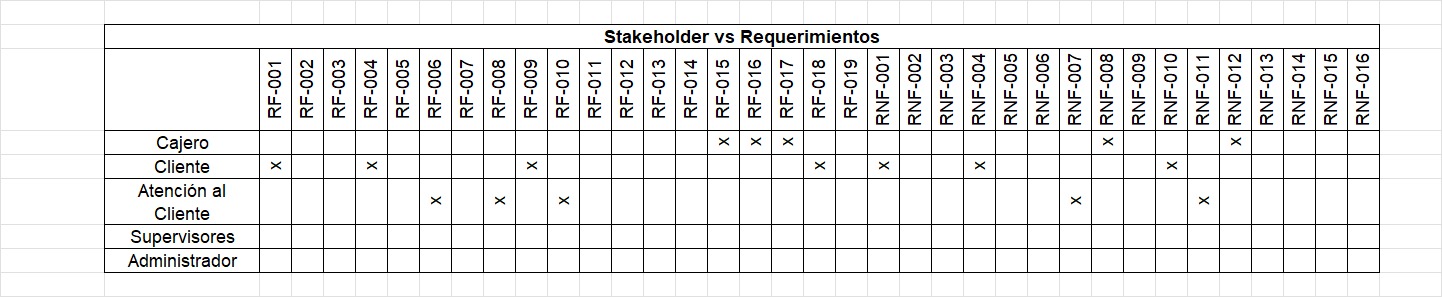 Stakeholder vs Requerimientos
RF-001 RF-002 RF-003 RF-004 RF-005 RF-006 RF-007 RF-008 RF-009 RF-010 RF-011 RF-012 RF-013 RF-014 RF-15 RF-16 RF-017 RF-018 RF-019 RNF-001 RNF-002 RNF-003 RNF-004 RNF-005 RNF-006 RNF-007 RNF-008 RNF-009 RNF-010 RNF-011 RNF-012 RNF-013 RNF-014 RNF-015 RNF-016
Cajero x x x x x
Cliente x x x x x x x
Atención al
Cliente x x x x x
Supervisores
Administrador